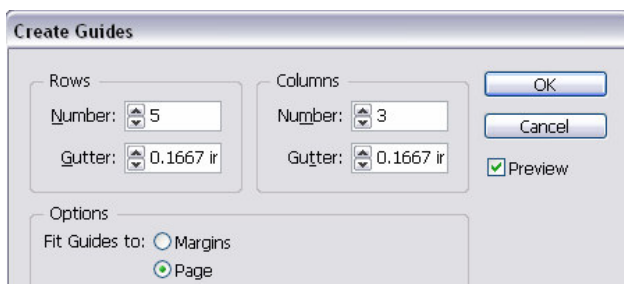 Create Guides
Rows
Number: 5
Gutter: 0.1667 ir
Columns
Number: 3
Gutter: 0.1667 ir
OK
Cancel
Preview
Options
Fit Guides to: Margins
Page